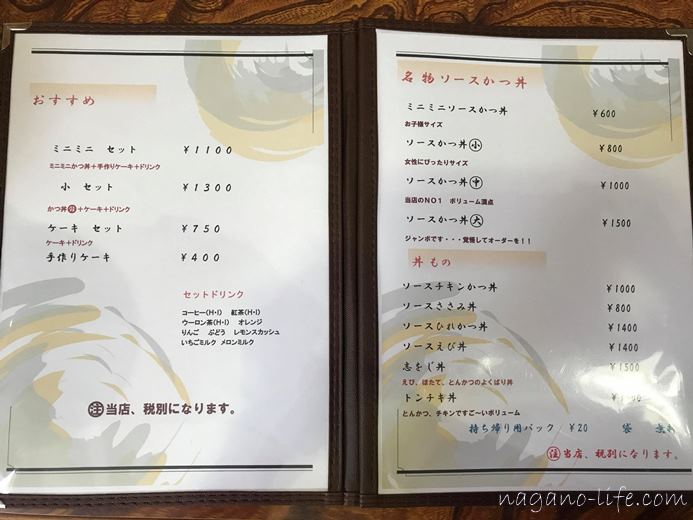 おすすめ
ミニミニ セット ￥1100
ミニミニかつ丼＋手作りケーキ＋ドリンク
小 セット ￥1300
かつ丼㊥＋ケーキ＋ドリンク
ケーキ セット ￥750
ケーキ＋ドリンク
手作りケーキ ￥400
セットドリンク
コーヒー(H・I) 紅茶(H・I)
ウーロン茶(H・I) オレンジ
りんご ぶどう レモンスカッシュ
いちごミルク メロンミルク
㊟当店、税別になります。
名物ソースかつ丼
ミニミニソースかつ丼 ￥600
お子様サイズ
ソースかつ丼㊤小 ￥800
女性にぴったりサイズ
ソースかつ丼㊥ ￥1000
当店のNO1 ボリューム満点
ソースかつ丼大 ￥1500
ジャンボです・・・覚悟してオーダーを！！
丼もの
ソースチキンかつ丼 ￥1000
ソースささみ丼 ￥800
ソースひれかつ丼 ￥1400
ソースえび丼 ￥1400
志をじ丼 ￥1500
えび、ほたて、とんかつのよくばり丼
トンチキ丼
とんかつ、チキンですご～いボリューム
持ち帰り用パック ￥20 袋
㊟当店、税別になります。
nagano-life.com